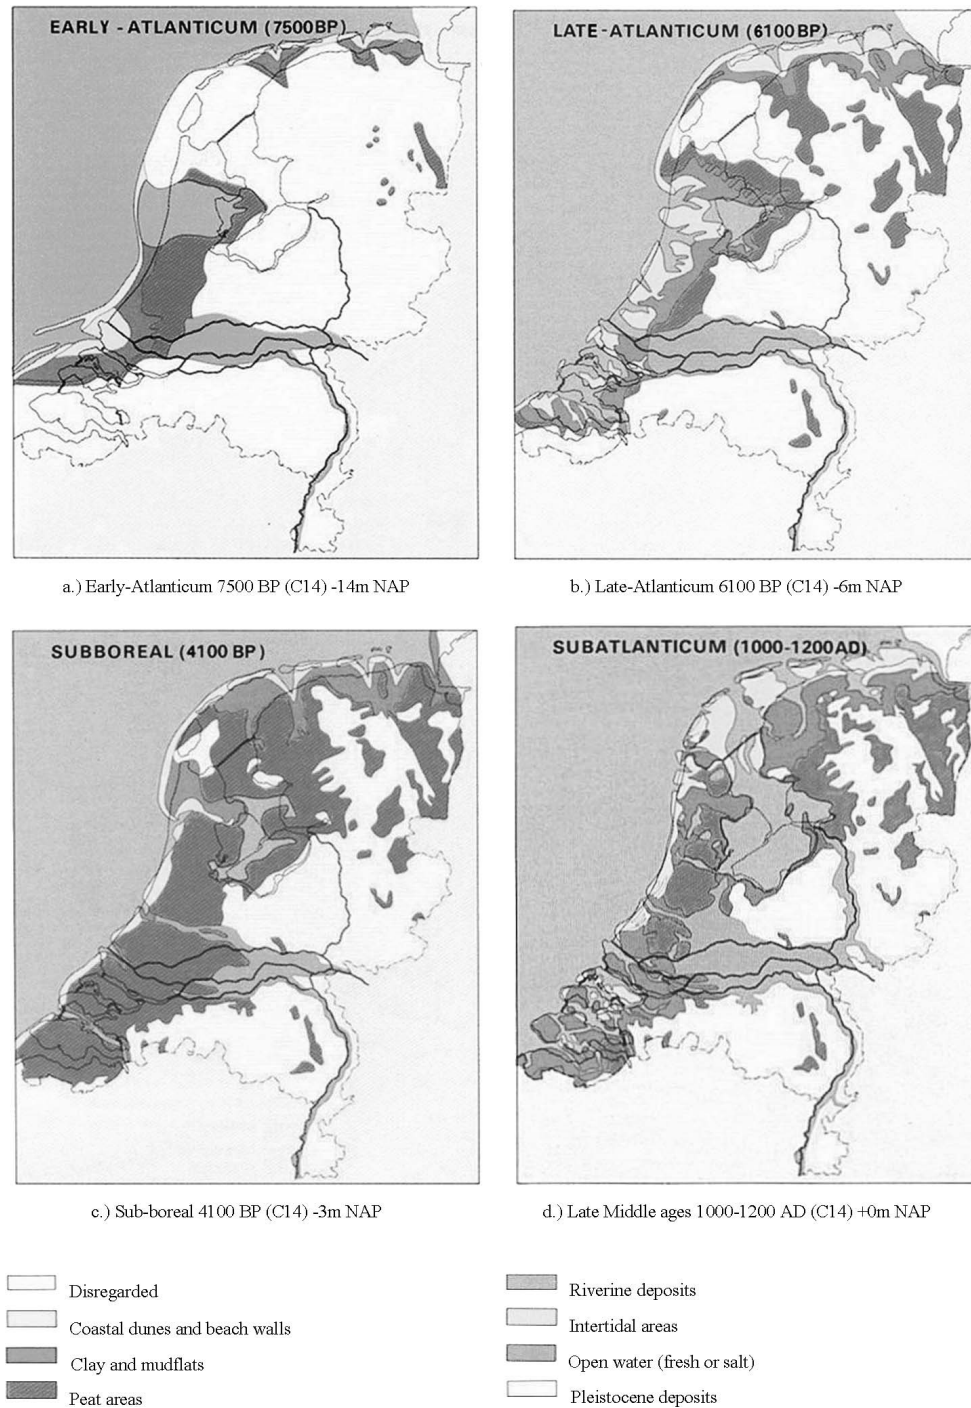 EARLY - ATLANTICUM (7500BP)
LATE-ATLANTICUM (6100BP)
a.) Early-Atlanticum 7500 BP (C14) -14m NAP
b.) Late-Atlanticum 6100 BP (C14) -6m NAP
SUBBOREAL (4100 BP)
SUBATLANTICUM (1000-1200AD)
c.) Sub-boreal 4100 BP (C14) -3m NAP
d.) Late Middle ages 1000-1200 AD (C14) +0m NAP
Disregarded
Coastal dunes and beach walls
Clay and mudflats
Peat areas
Riverine deposits
Intertidal areas
Open water (fresh or salt)
Pleistocene deposits